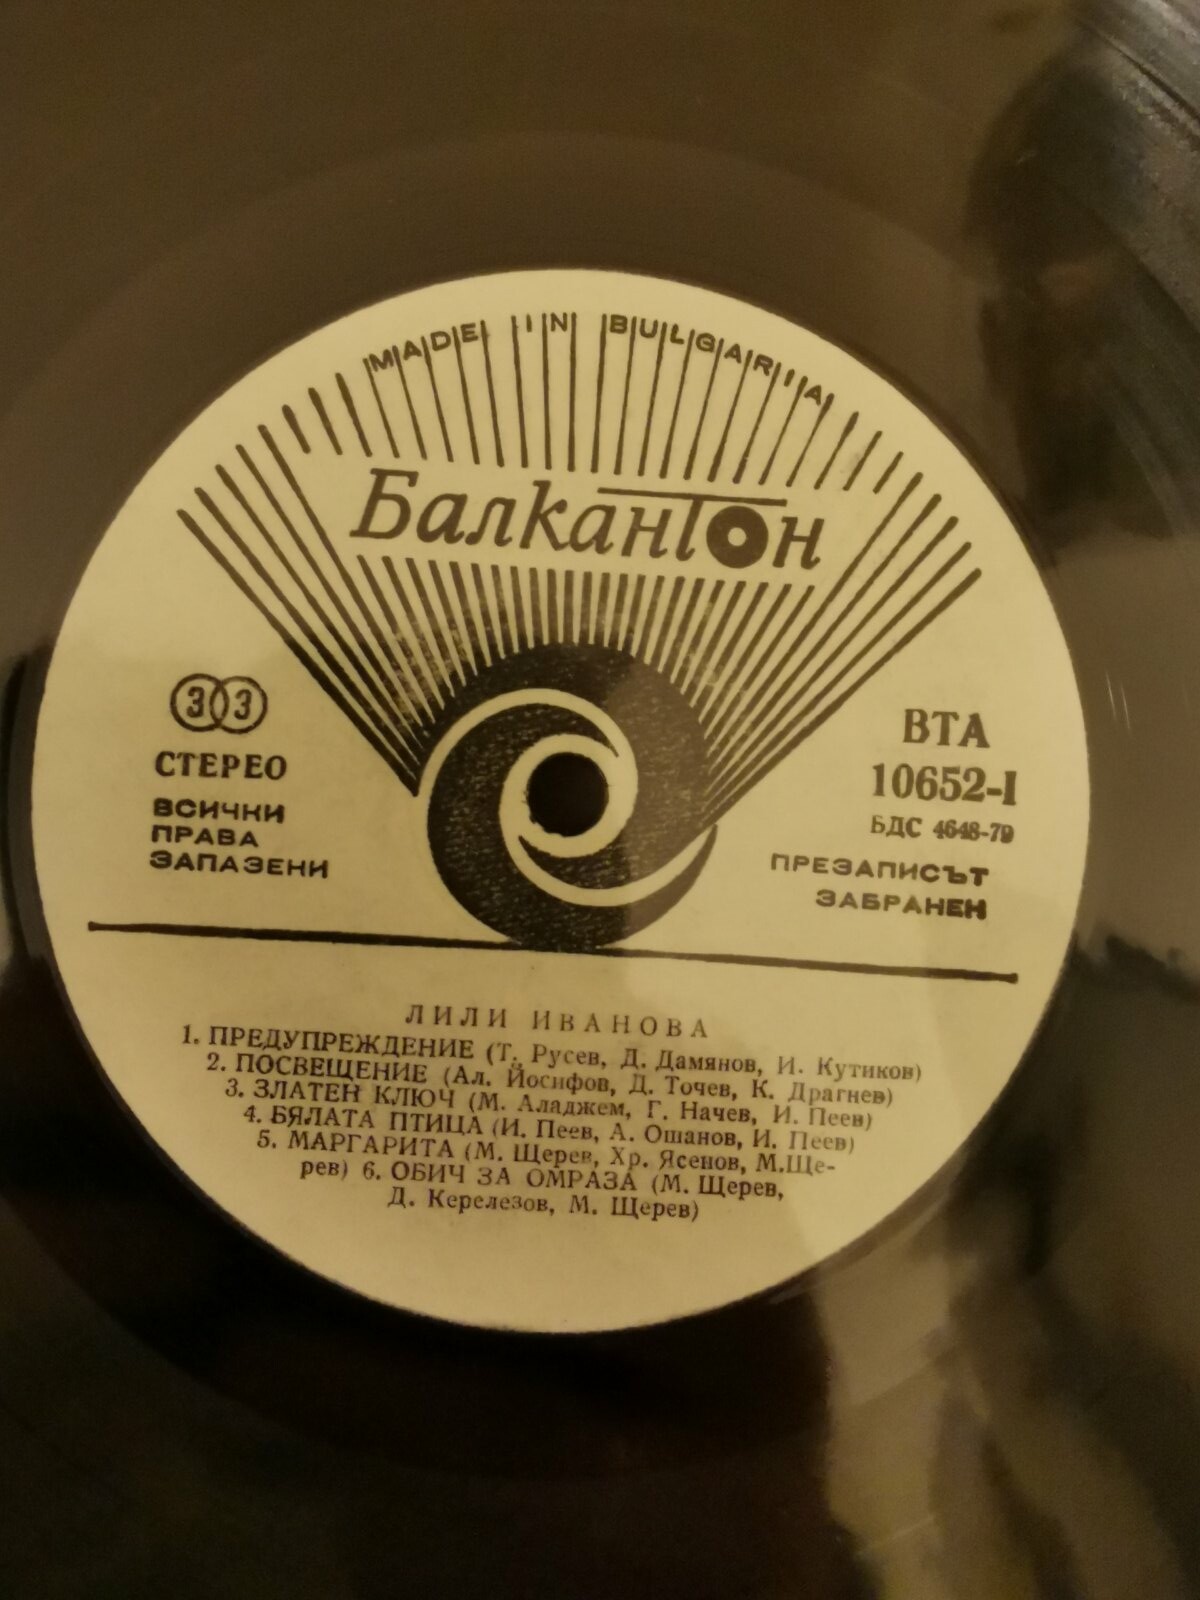 MADE IN BULGARIA
Балкантон
33
СТЕРЕО
ВСИЧКИ
ПРАВА
ЗАПАЗЕНИ
ВТА
10652-I
БДС 4648-79
ПРЕЗАПИСЪТ
ЗАБРАНЕН
ЛИЛИ ИВАНОВА
1. ПРЕДУПРЕЖДЕНИЕ (Т. Русев, Д. Дамянов, И. Кутиков)
2. ПОСВЕЩЕНИЕ (Ал. Йосифов, Д. Точев, К. Драгнев)
3. ЗЛАТЕН КЛЮЧ (М. Аладжем, Г. Начев, И. Пеев)
4. БЯЛАТА ПТИЦА (И. Пеев, А. Ошанов, И. Пеев)
5. МАРГАРИТА (М. Щерев, Хр. Ясенов, М.Ще-
рев) 6. ОБИЧ ЗА ОМРАЗА (М. Щерев,
Д. Керелезов, М. Щерев)